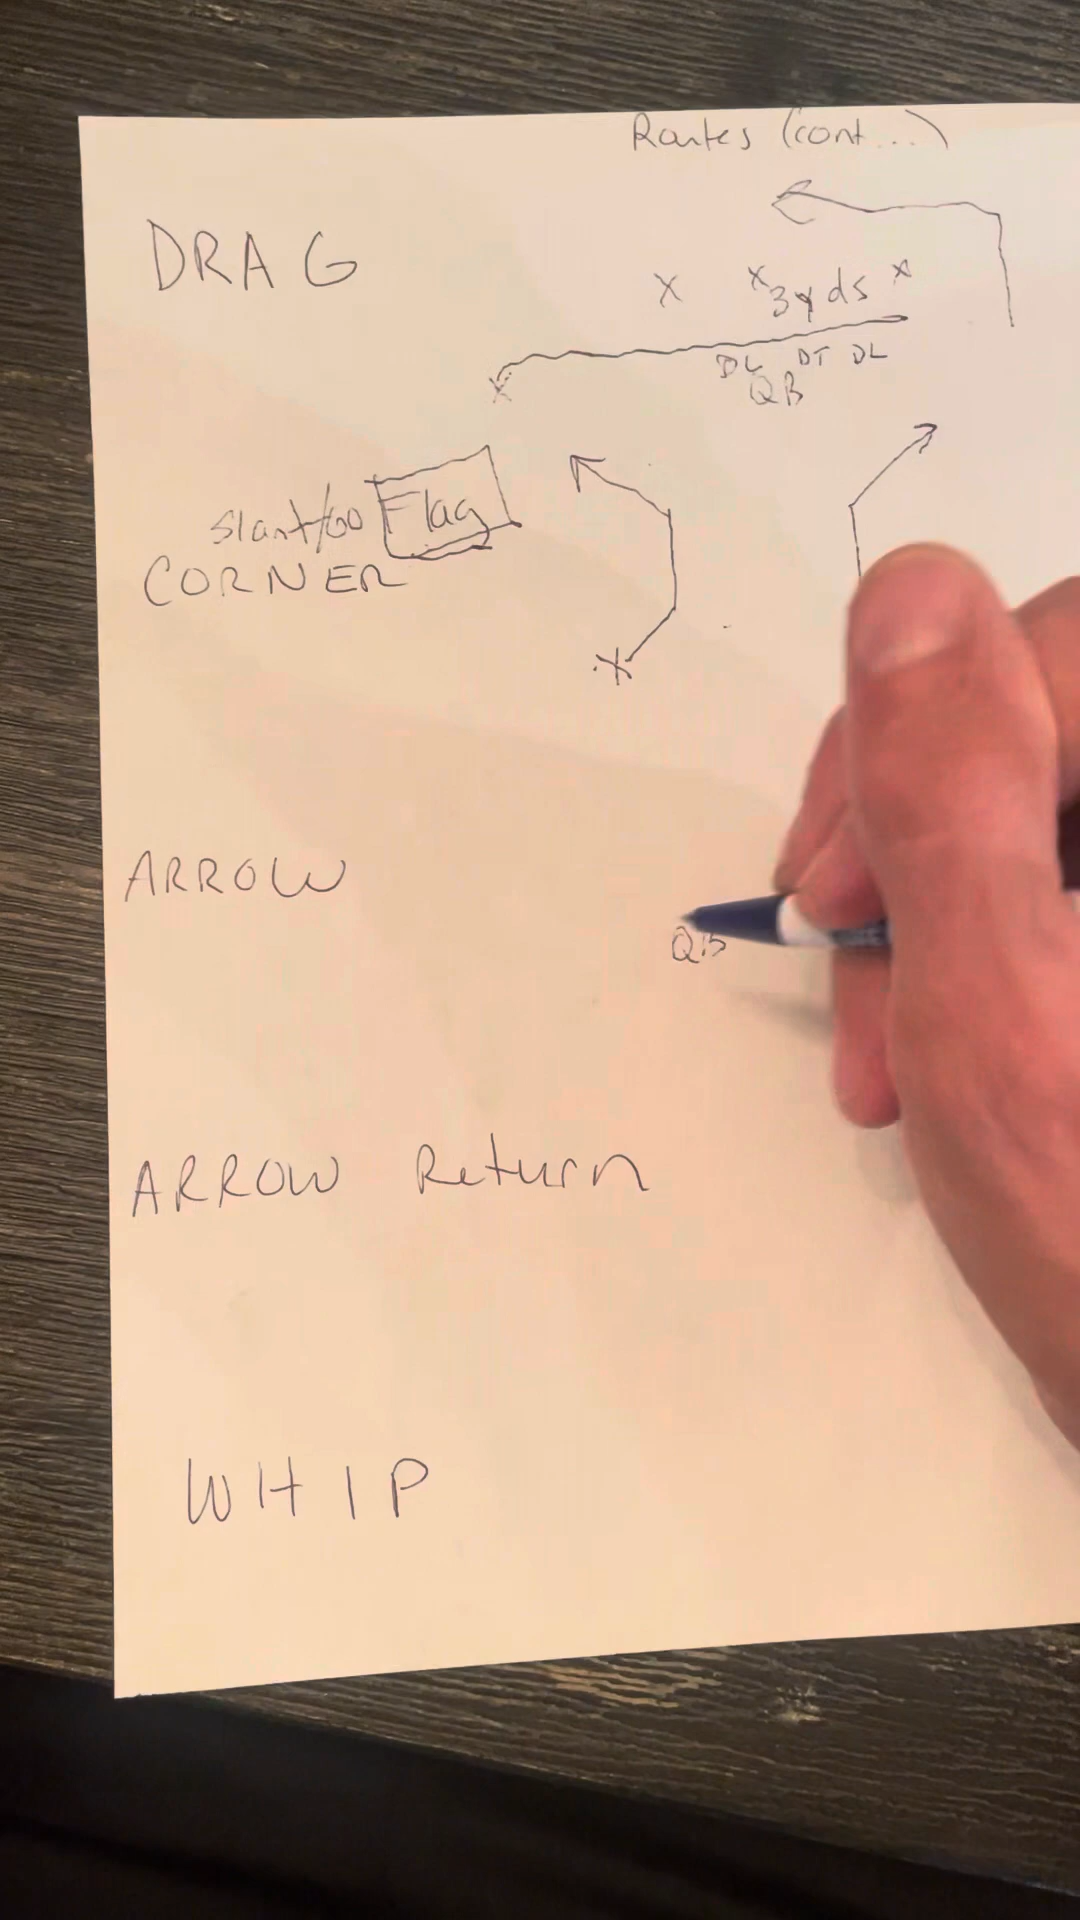 Routes (cont...)
DRAG
X X 3yds X
DL DT DL
X QB
slant/Go Flag
CORNER
X
ARROW
QB
ARROW Return
WHIP